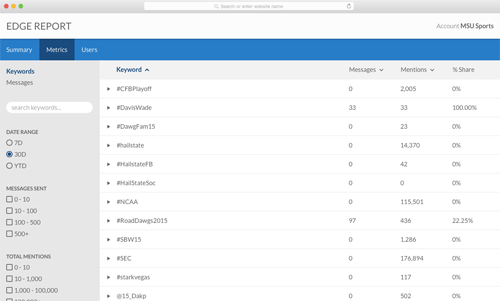 Search or enter website name
EDGE REPORT
Account MSU Sports
Summary Metrics Users
Keywords
Messages
search keywords...
DATE RANGE
7D
30D
YTD
MESSAGES SENT
0 - 10
10 - 100
100 - 500
500+
TOTAL MENTIONS
0 - 10
10 - 1,000
1,000 - 100,000
Keyword Messages Mentions % Share
#CFBPlayoff 0 2,005 0%
#DavisWade 33 33 100.00%
#DawgFam15 0 23 0%
#hailstate 0 14,370 0%
#HailstateFB 0 42 0%
#HailStateSoc 0 0 0%
#NCAA 0 115,501 0%
#RoadDawgs2015 97 436 22.25%
#SBW15 0 1,286 0%
#SEC 0 176,894 0%
#starkvegas 0 117 0%
@15_Dakp 0 502 0%